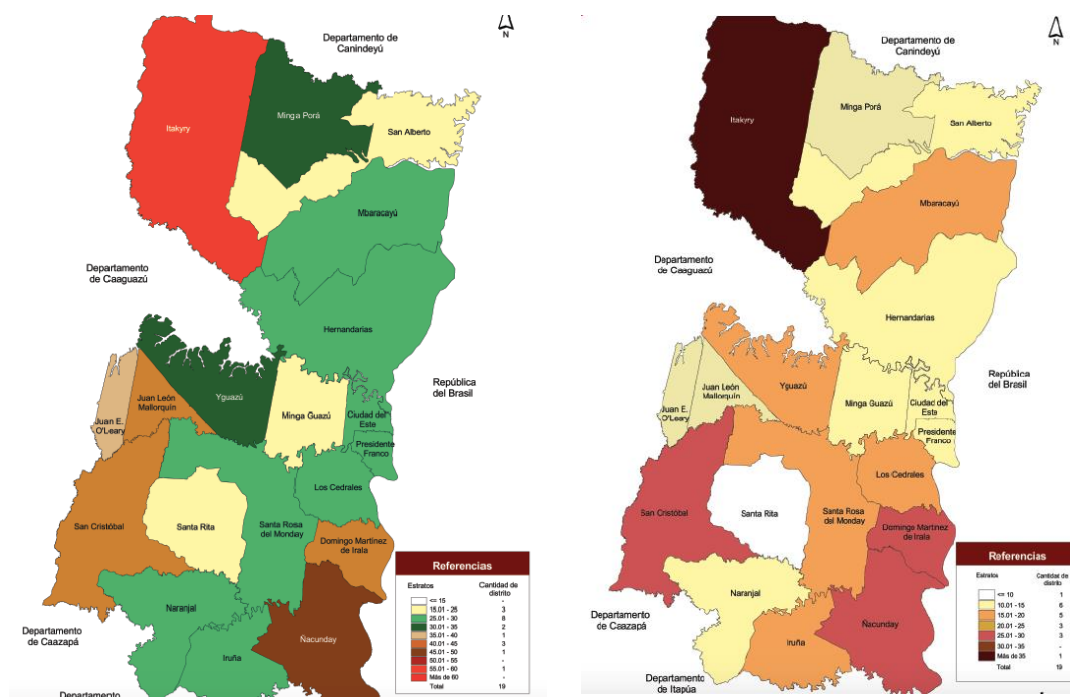 N
Departamento de
Canindeyú
Itakyry
Minga Porá
San Alberto
Mbaracayú
Departamento
de Caaguazú
Hernandarias
República
del Brasil
Yguazú
Juan León
Mallorquín
Juan E.
O'Leary
Minga Guazú
Ciudad del
Este
Presidente
Franco
Los Cedrales
San Cristóbal
Santa Rita
Santa Rosa
del Monday
Domingo Martínez
de Irala
Naranjal
Ñacunday
Iruña
Departamento
de Caazapá
Departamento
Referencias
Estratos Cantidad de
distrito
<= 15 -
15.01 - 25 3
25.01 - 30 8
30.01 - 35 2
35.01 - 40 1
40.01 - 45 3
45.01 - 50 1
50.01 - 55 -
55.01 - 60 1
Más de 60 -
Total 19
N
Departamento de
Canindeyú
Itakyry
Minga Porá
San Alberto
Mbaracayú
Departamento
de Caaguazú
Hernandarias
República
del Brasil
Yguazú
Juan León
Mallorquín
Juan E.
O'Leary
Minga Guazú
Ciudad del
Este
Presidente
Franco
Los Cedrales
San Cristóbal
Santa Rita
Santa Rosa
del Monday
Domingo Martínez
de Irala
Naranjal
Ñacunday
Iruña
Departamento
de Caazapá
Departamento
de Itapúa
Referencias
Estratos Cantidad de
distrito
<= 10 1
10.01 - 15 6
15.01 - 20 5
20.01 - 25 3
25.01 - 30 3
30.01 - 35 -
Más de 35 1
Total 19